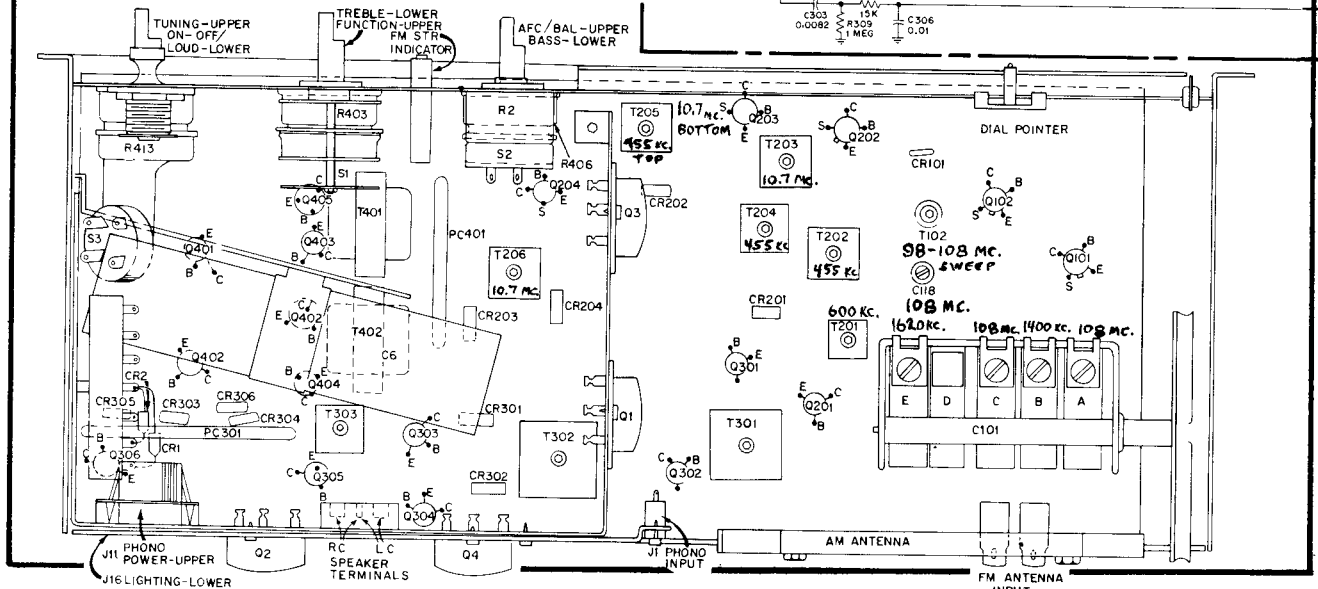 C303
0.0082
15K
R309
1 MEG
C306
0.01
TUNING-UPPER
ON-OFF/
LOUD-LOWER
TREBLE-LOWER
FUNCTION-UPPER
FM STR
INDICATOR
AFC/BAL-UPPER
BASS-LOWER
R413
R403
R2
S2
R406
S1
T205
455 KC.
TOP
10.7 MC.
BOTTOM
C
S
B
Q203
E
C
S
B
Q202
E
DIAL POINTER
T203
10.7 MC.
CR101
C
B
Q102
S
E
C
E
Q405
B
T401
B
C
Q204
E
S
Q3
CR202
T204
455 KC
T202
455 KC
T102
98-108 MC.
SWEEP
C118
108 MC.
B
C
Q101
E
S
S3
E
Q401
B
C
E
Q403
B
C
PC401
T206
10.7 MC.
CR203
CR204
CR201
600 KC.
T201
1620 KC.
108 MC.
1400 KC.
108 MC.
E
D
C
B
A
C101
C
E
Q402
B
T402
C6
E
Q402
B
C
B
E
Q404
C
B
E
Q301
E
C
Q201
B
CR2
CR305
CR303
CR306
CR304
PC301
CR1
T303
C
Q303
B
E
CR301
T302
Q1
T301
B
C
Q306
E
E
C
Q305
B
CR302
C
B
Q302
E
B
E
C
Q304
J11 PHONO
POWER-UPPER
J16 LIGHTING-LOWER
Q2
RC
LC
SPEAKER
TERMINALS
Q4
J1 PHONO
INPUT
AM ANTENNA
FM ANTENNA